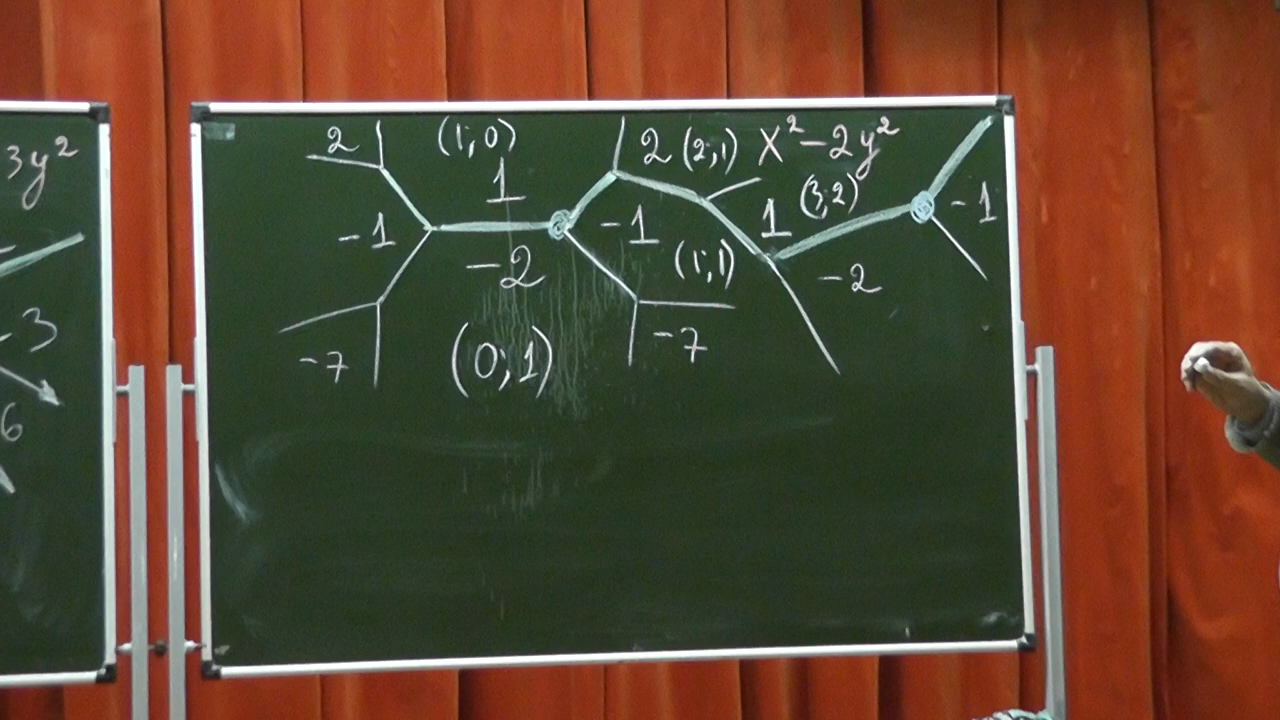 3y²
-3
6
2 (1;0) 2 (2;1) x²-2y²
1 1 (3;2) -1
-1 -2 -1 (1;1) -2
-7 (0;1) -7